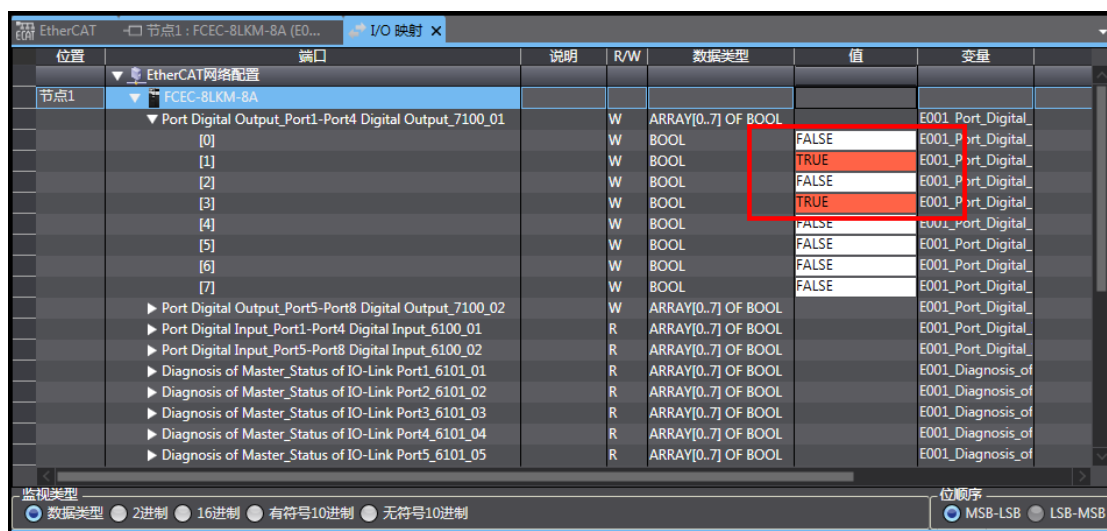 EtherCAT 节点1 : FCEC-8LKM-8A (E0... I/O 映射
位置 端口 说明 R/W 数据类型 值 变量
EtherCAT网络配置
节点1 FCEC-8LKM-8A
Port Digital Output_Port1-Port4 Digital Output_7100_01 W ARRAY[0..7] OF BOOL E001_Port_Digital_
[0] W BOOL FALSE E001_Port_Digital_
[1] W BOOL TRUE E001_Port_Digital_
[2] W BOOL FALSE E001_Port_Digital_
[3] W BOOL TRUE E001_Port_Digital_
[4] W BOOL FALSE E001_Port_Digital_
[5] W BOOL FALSE E001_Port_Digital_
[6] W BOOL FALSE E001_Port_Digital_
[7] W BOOL FALSE E001_Port_Digital_
Port Digital Output_Port5-Port8 Digital Output_7100_02 W ARRAY[0..7] OF BOOL E001_Port_Digital_
Port Digital Input_Port1-Port4 Digital Input_6100_01 R ARRAY[0..7] OF BOOL E001_Port_Digital_
Port Digital Input_Port5-Port8 Digital Input_6100_02 R ARRAY[0..7] OF BOOL E001_Port_Digital_
Diagnosis of Master_Status of IO-Link Port1_6101_01 R ARRAY[0..7] OF BOOL E001_Diagnosis_of
Diagnosis of Master_Status of IO-Link Port2_6101_02 R ARRAY[0..7] OF BOOL E001_Diagnosis_of
Diagnosis of Master_Status of IO-Link Port3_6101_03 R ARRAY[0..7] OF BOOL E001_Diagnosis_of
Diagnosis of Master_Status of IO-Link Port4_6101_04 R ARRAY[0..7] OF BOOL E001_Diagnosis_of
Diagnosis of Master_Status of IO-Link Port5_6101_05 R ARRAY[0..7] OF BOOL E001_Diagnosis_of
监视类型 位顺序
数据类型 2进制 16进制 有符号10进制 无符号10进制 MSB-LSB LSB-MSB